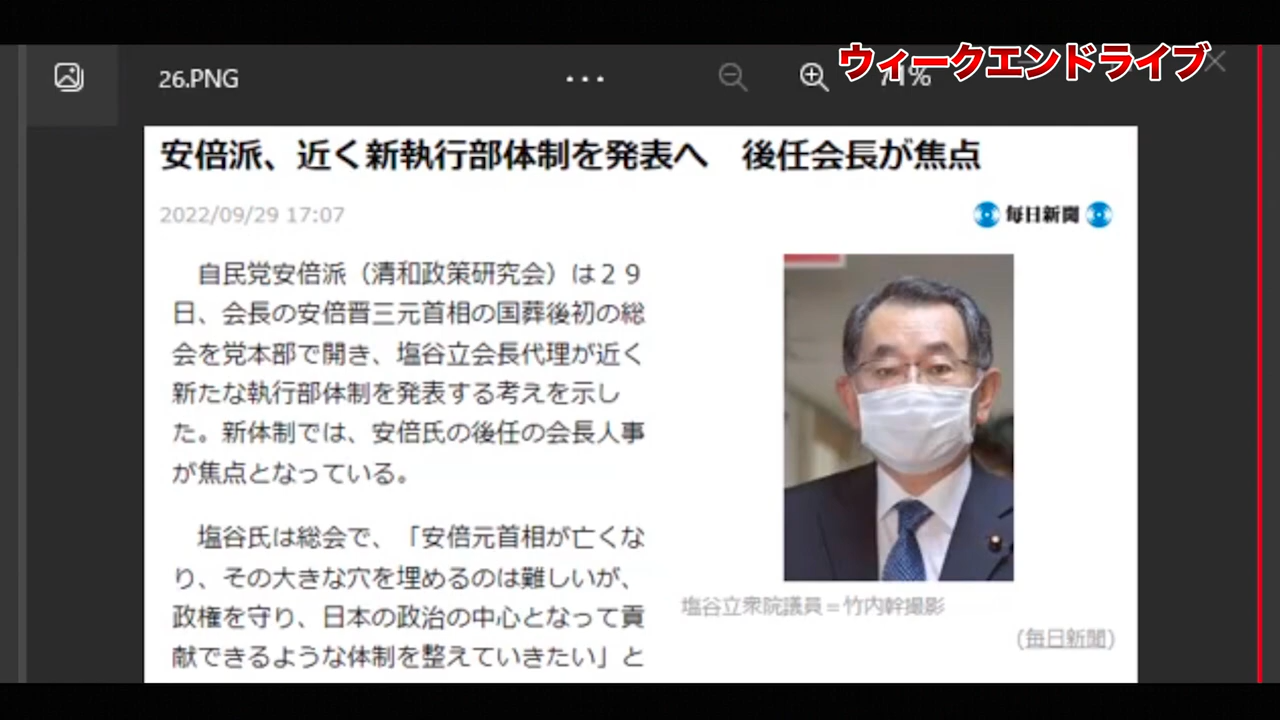 ウィークエンドライブ
26.PNG
71%
安倍派、近く新執行部体制を発表へ　後任会長が焦点
2022/09/29 17:07
毎日新聞
自民党安倍派（清和政策研究会）は２９
日、会長の安倍晋三元首相の国葬後初の総
会を党本部で開き、塩谷立会長代理が近く
新たな執行部体制を発表する考えを示し
た。新体制では、安倍氏の後任の会長人事
が焦点となっている。
塩谷氏は総会で、「安倍元首相が亡くな
り、その大きな穴を埋めるのは難しいが、
政権を守り、日本の政治の中心となって貢
献できるような体制を整えていきたい」と
塩谷立衆院議員＝竹内幹撮影
(毎日新聞)